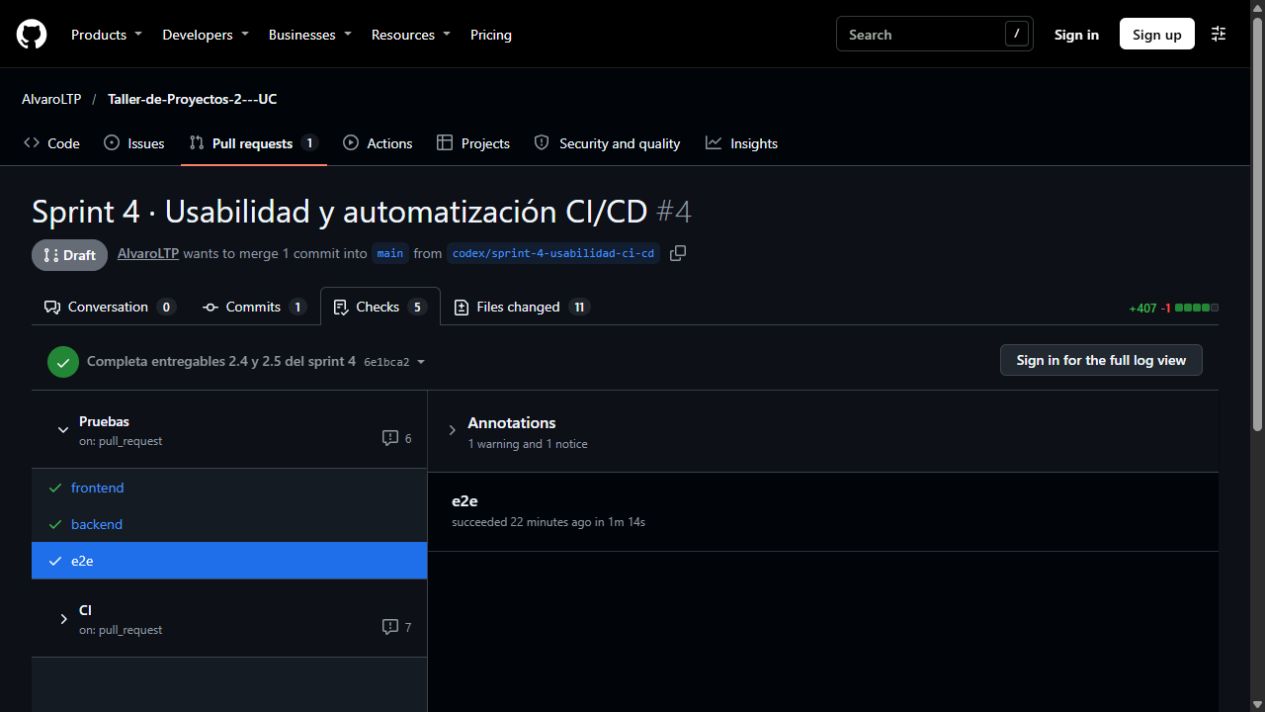 Products Developers Businesses Resources Pricing Search / Sign in Sign up
AlvaroLTP / Taller-de-Proyectos-2---UC
Code Issues Pull requests 1 Actions Projects Security and quality Insights
Sprint 4 · Usabilidad y automatización CI/CD #4
Draft AlvaroLTP wants to merge 1 commit into main from codex/sprint-4-usabilidad-ci-cd
Conversation 0 Commits 1 Checks 5 Files changed 11 +407 -1
Completa entregables 2.4 y 2.5 del sprint 4 6e1bca2 Sign in for the full log view
Pruebas
on: pull_request 6
frontend
backend
e2e
CI
on: pull_request 7
Annotations
1 warning and 1 notice
e2e
succeeded 22 minutes ago in 1m 14s